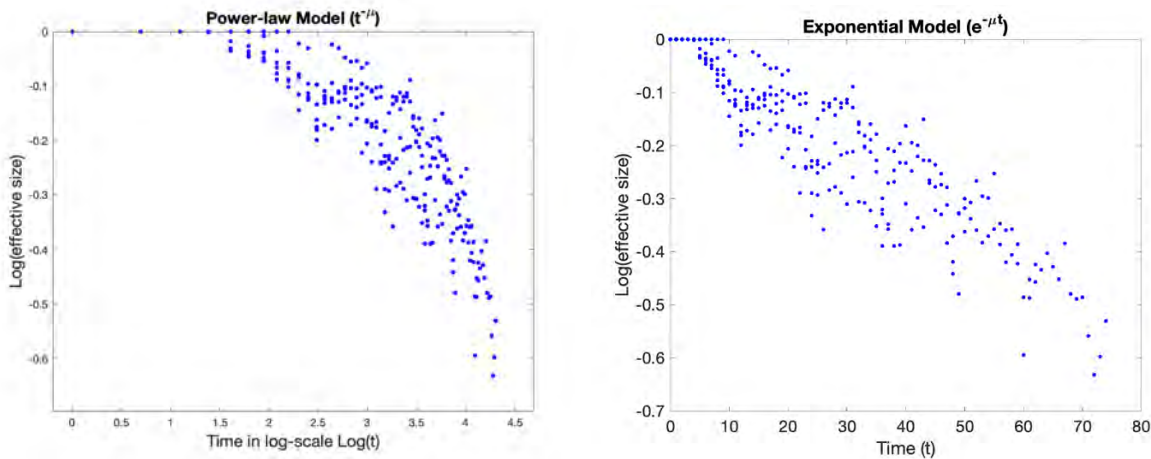 Power-law Model (t^-μ)
0
-0.1
-0.2
-0.3
-0.4
-0.5
-0.6
Log(effective size)
0 0.5 1 1.5 2 2.5 3 3.5 4 4.5
Time in log-scale Log(t)
Exponential Model (e^-μt)
0
-0.1
-0.2
-0.3
-0.4
-0.5
-0.6
-0.7
Log(effective size)
0 10 20 30 40 50 60 70 80
Time (t)